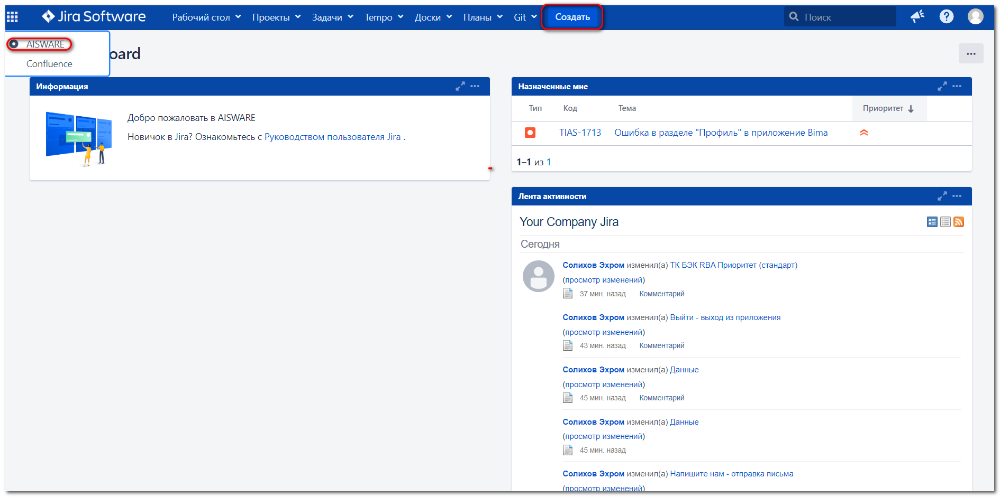 Jira Software Рабочий стол Проекты Задачи Tempo Доски Планы Git Создать Поиск ?
AISWARE
Confluence
oard
Информация
Добро пожаловать в AISWARE
Новичок в Jira? Ознакомьтесь с Руководством пользователя Jira .
Назначенные мне
Тип Код Тема Приоритет
TIAS-1713 Ошибка в разделе "Профиль" в приложение Bima
1–1 из 1
Лента активности
Your Company Jira
Сегодня
Солихов Эхром изменил(а) ТК БЭК RBA Приоритет (стандарт)
(просмотр изменений)
37 мин. назад Комментарий
Солихов Эхром изменил(а) Выйти - выход из приложения
(просмотр изменений)
43 мин. назад Комментарий
Солихов Эхром изменил(а) Данные
(просмотр изменений)
45 мин. назад Комментарий
Солихов Эхром изменил(а) Данные
(просмотр изменений)
45 мин. назад
Солихов Эхром изменил(а) Напишите нам - отправка письма
(просмотр изменений)